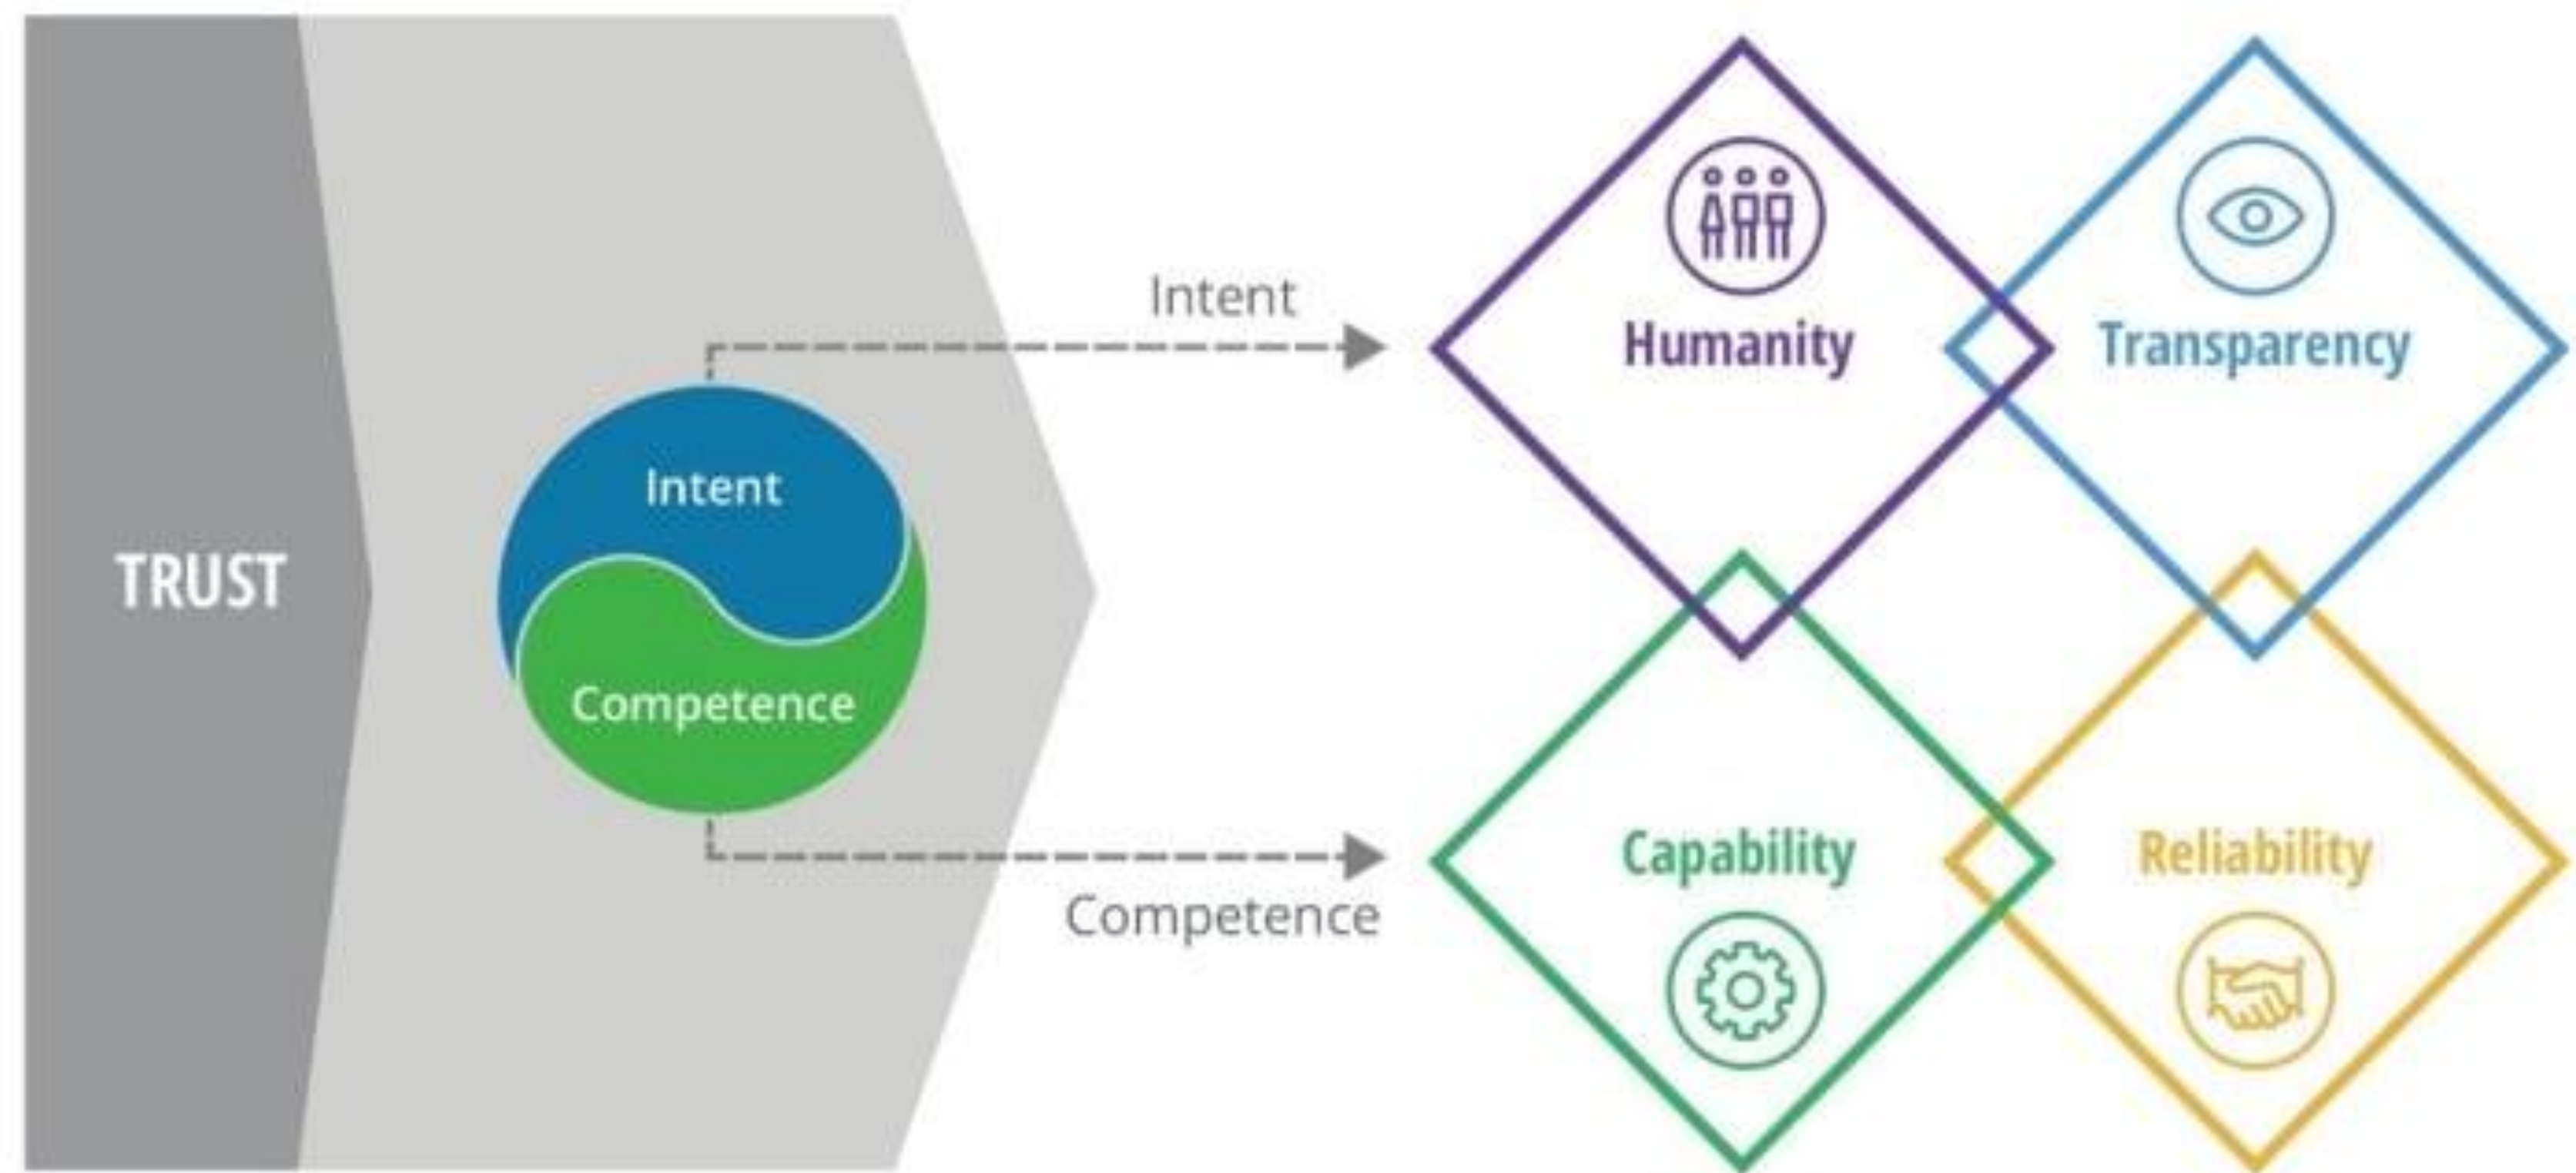 TRUST
Intent
Competence
Intent
Competence
Humanity
Transparency
Capability
Reliability